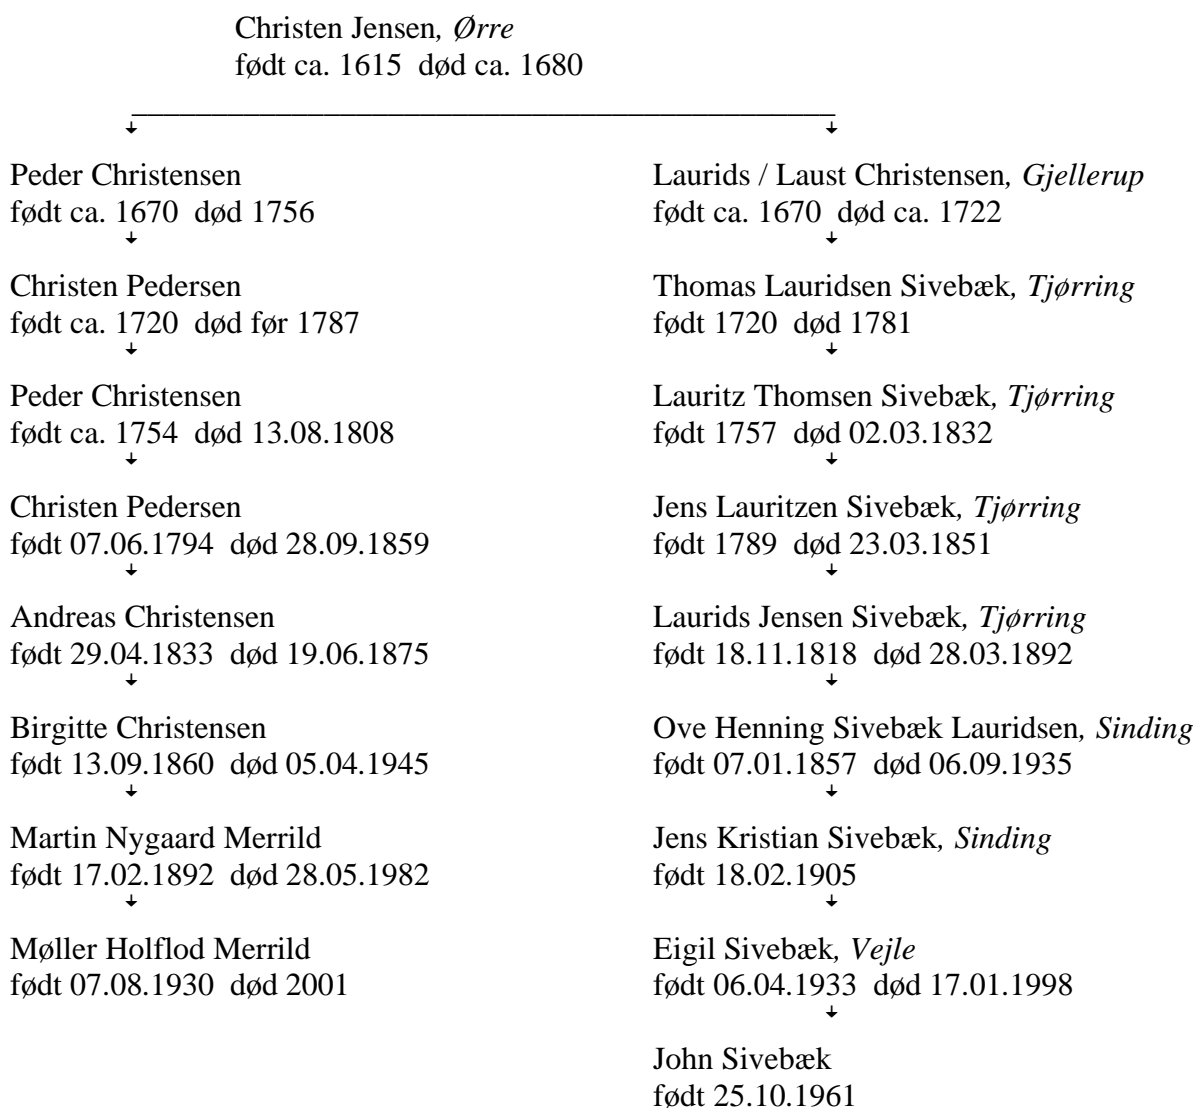 Christen Jensen, Ørre
født ca. 1615  død ca. 1680
Peder Christensen
født ca. 1670  død 1756
Laurids / Laust Christensen, Gjellerup
født ca. 1670  død ca. 1722
Christen Pedersen
født ca. 1720  død før 1787
Thomas Lauridsen Sivebæk, Tjørring
født 1720  død 1781
Peder Christensen
født ca. 1754  død 13.08.1808
Lauritz Thomsen Sivebæk, Tjørring
født 1757  død 02.03.1832
Christen Pedersen
født 07.06.1794  død 28.09.1859
Jens Lauritzen Sivebæk, Tjørring
født 1789  død 23.03.1851
Andreas Christensen
født 29.04.1833  død 19.06.1875
Laurids Jensen Sivebæk, Tjørring
født 18.11.1818  død 28.03.1892
Birgitte Christensen
født 13.09.1860  død 05.04.1945
Ove Henning Sivebæk Lauridsen, Sinding
født 07.01.1857  død 06.09.1935
Martin Nygaard Merrild
født 17.02.1892  død 28.05.1982
Jens Kristian Sivebæk, Sinding
født 18.02.1905
Møller Holflod Merrild
født 07.08.1930  død 2001
Eigil Sivebæk, Vejle
født 06.04.1933  død 17.01.1998
John Sivebæk
født 25.10.1961